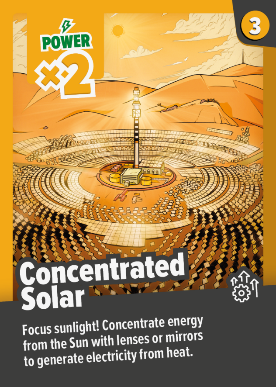 3
POWER
×2
Concentrated
Solar
Focus sunlight! Concentrate energy
from the Sun with lenses or mirrors
to generate electricity from heat.